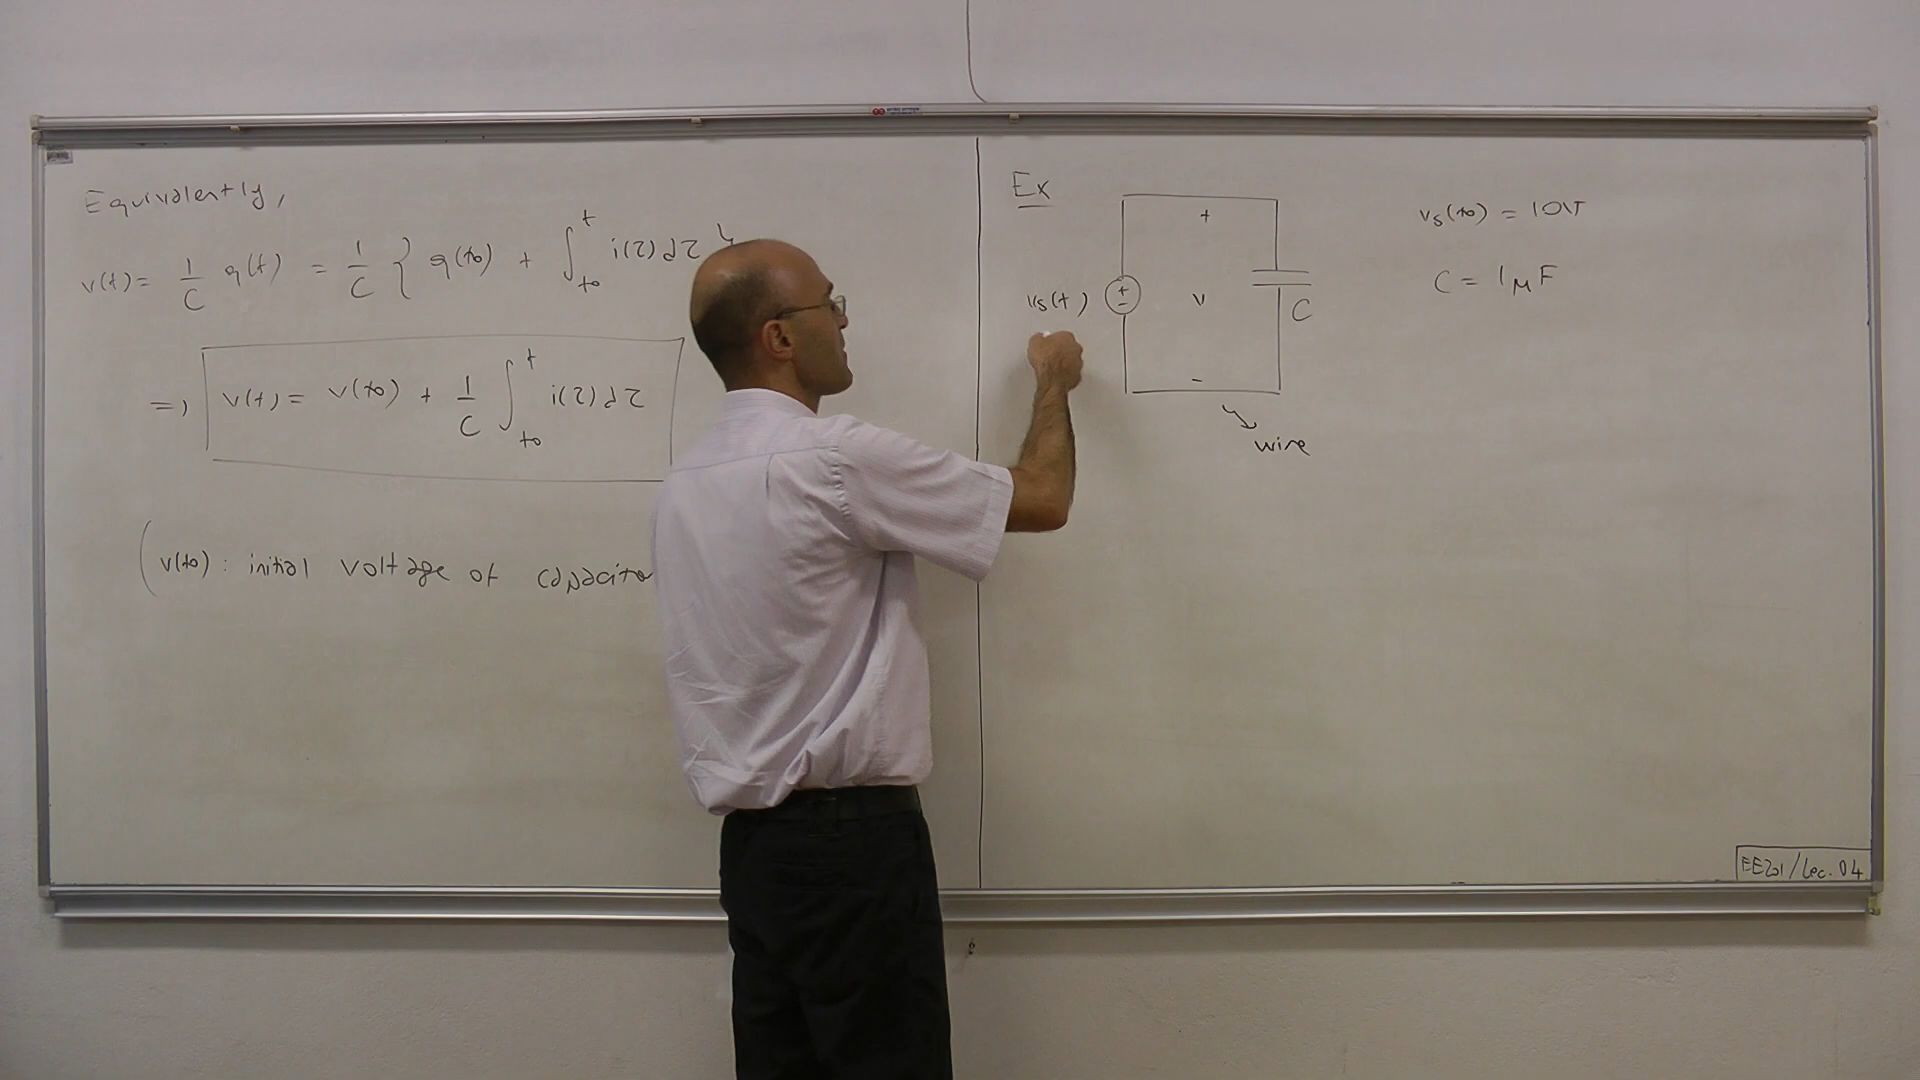 Equivalently,
v(t) = 1/C q(t) = 1/C { q(t0) + ∫_{t0}^{t} i(τ) dτ }
=> v(t) = v(t0) + 1/C ∫_{t0}^{t} i(τ) dτ
(v(t0) : initial voltage of capacito
Ex
+
vs(t)
+
-
v
C
-
wire
vs(t0) = 10V
C = 1μF
EE201/Lec. 04